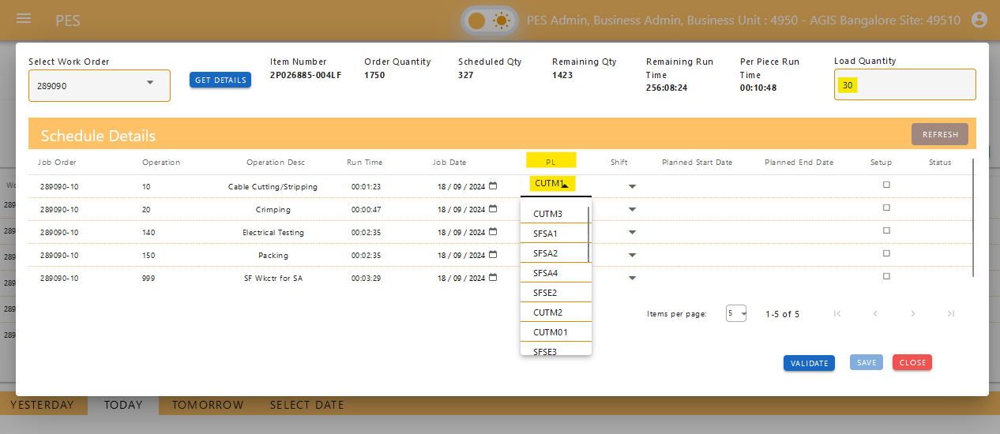 PES
PES Admin, Business Admin, Business Unit : 4950 - AGIS Bangalore Site: 49510
Select Work Order
289090
GET DETAILS
Item Number
2P026885-004LF
Order Quantity
1750
Scheduled Qty
327
Remaining Qty
1423
Remaining Run
Time
256:08:24
Per Piece Run
Time
00:10:48
Load Quantity
30
Schedule Details
REFRESH
Job Order Operation Operation Desc Run Time Job Date PL Shift Planned Start Date Planned End Date Setup Status
289090-10 10 Cable Cutting/Stripping 00:01:23 18 / 09 / 2024 CUTM1
289090-10 20 Crimping 00:00:47 18 / 09 / 2024
289090-10 140 Electrical Testing 00:02:35 18 / 09 / 2024
289090-10 150 Packing 00:02:35 18 / 09 / 2024
289090-10 999 SF Wkctr for SA 00:03:29 18 / 09 / 2024
CUTM3
SFSA1
SFSA2
SFSA4
SFSE2
CUTM2
CUTM01
SFSE3
Items per page: 5 1-5 of 5
VALIDATE SAVE CLOSE
Wo
289
289
289
289
289
289
YESTERDAY TODAY TOMORROW SELECT DATE